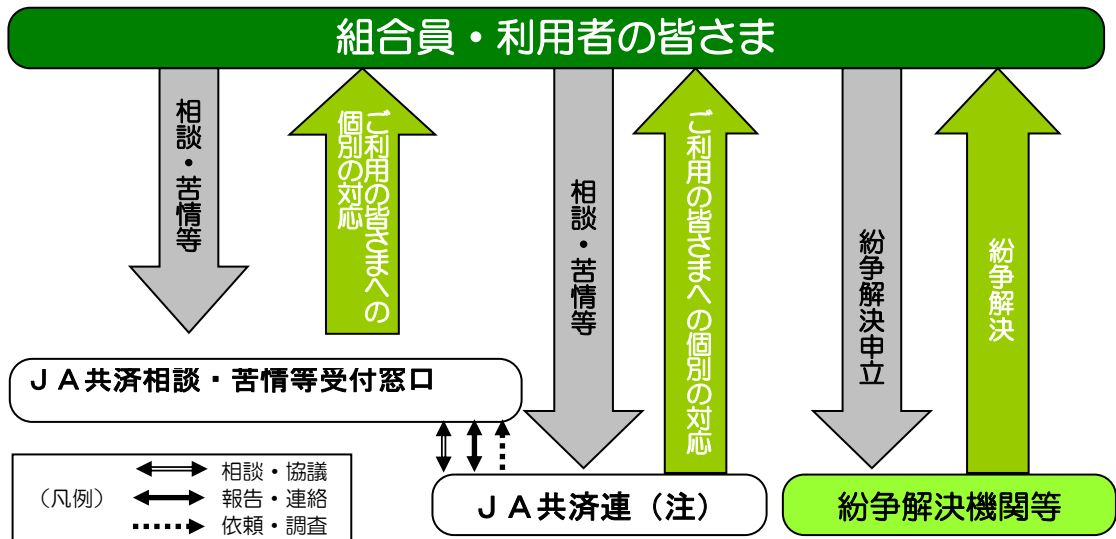 組合員・利用者の皆さま
相談・苦情等
ご利用の皆さまへの
個別の対応
相談・苦情等
ご利用の皆さまへの個別の対応
紛争解決申立
紛争解決
ＪＡ共済相談・苦情等受付窓口
（凡例）
相談・協議
報告・連絡
依頼・調査
ＪＡ共済連（注）
紛争解決機関等